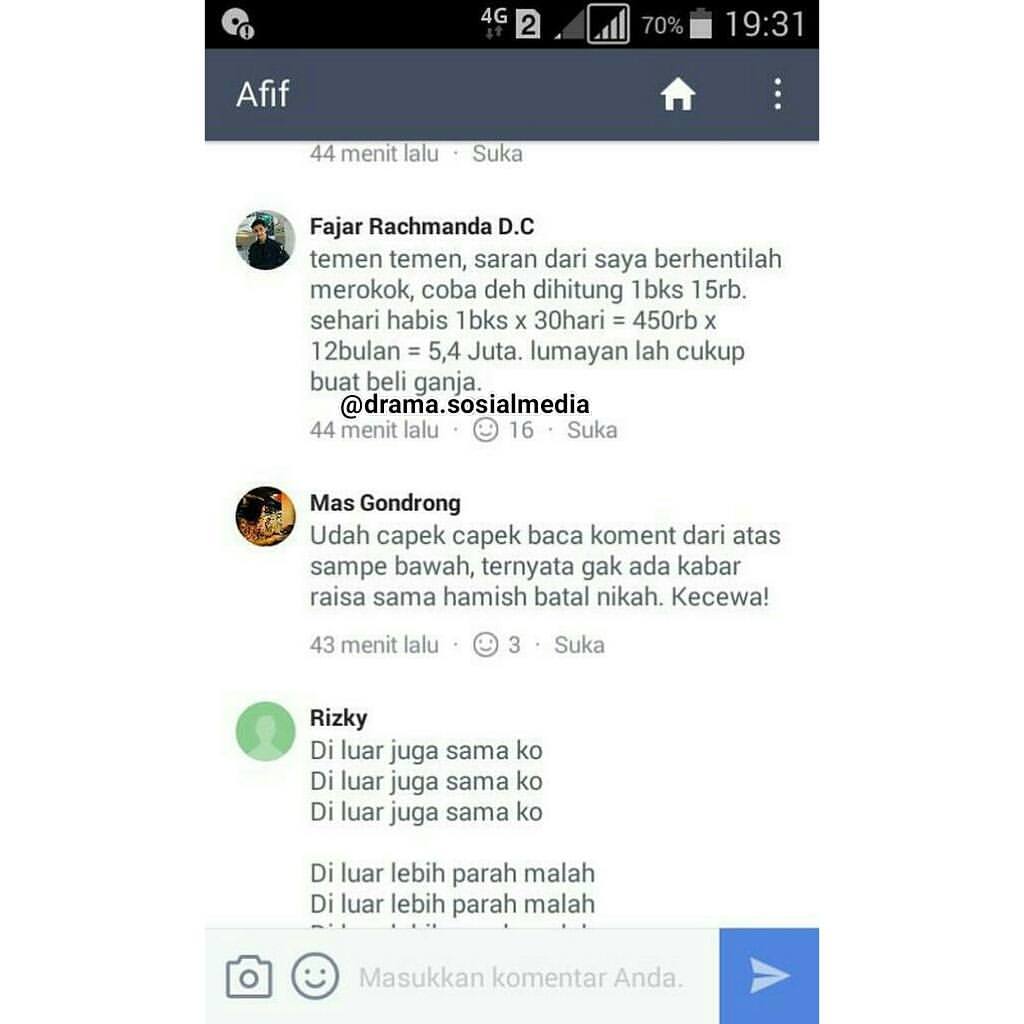 4G 2 70% 19:31
Afif
44 menit lalu · Suka
Fajar Rachmanda D.C
temen temen, saran dari saya berhentilah
merokok, coba deh dihitung 1bks 15rb.
sehari habis 1bks x 30hari = 450rb x
12bulan = 5,4 Juta. lumayan lah cukup
buat beli ganja.
@drama.sosialmedia
44 menit lalu · 16 · Suka
Mas Gondrong
Udah capek capek baca koment dari atas
sampe bawah, ternyata gak ada kabar
raisa sama hamish batal nikah. Kecewa!
43 menit lalu · 3 · Suka
Rizky
Di luar juga sama ko
Di luar juga sama ko
Di luar juga sama ko
Di luar lebih parah malah
Di luar lebih parah malah
Masukkan komentar Anda.